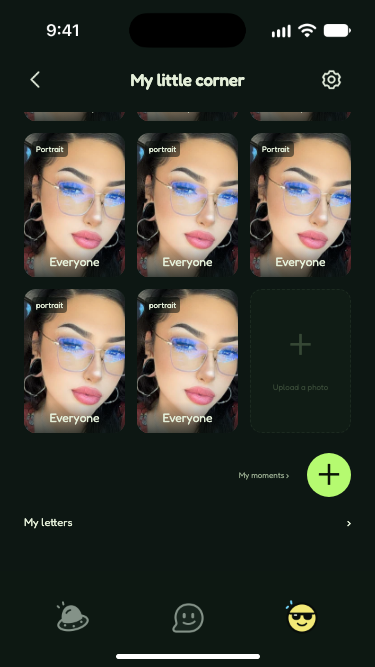 9:41
My little corner
Portrait
portrait
Portrait
Everyone
Everyone
Everyone
portrait
portrait
Everyone
Everyone
Upload a photo
My moments ›
My letters ›